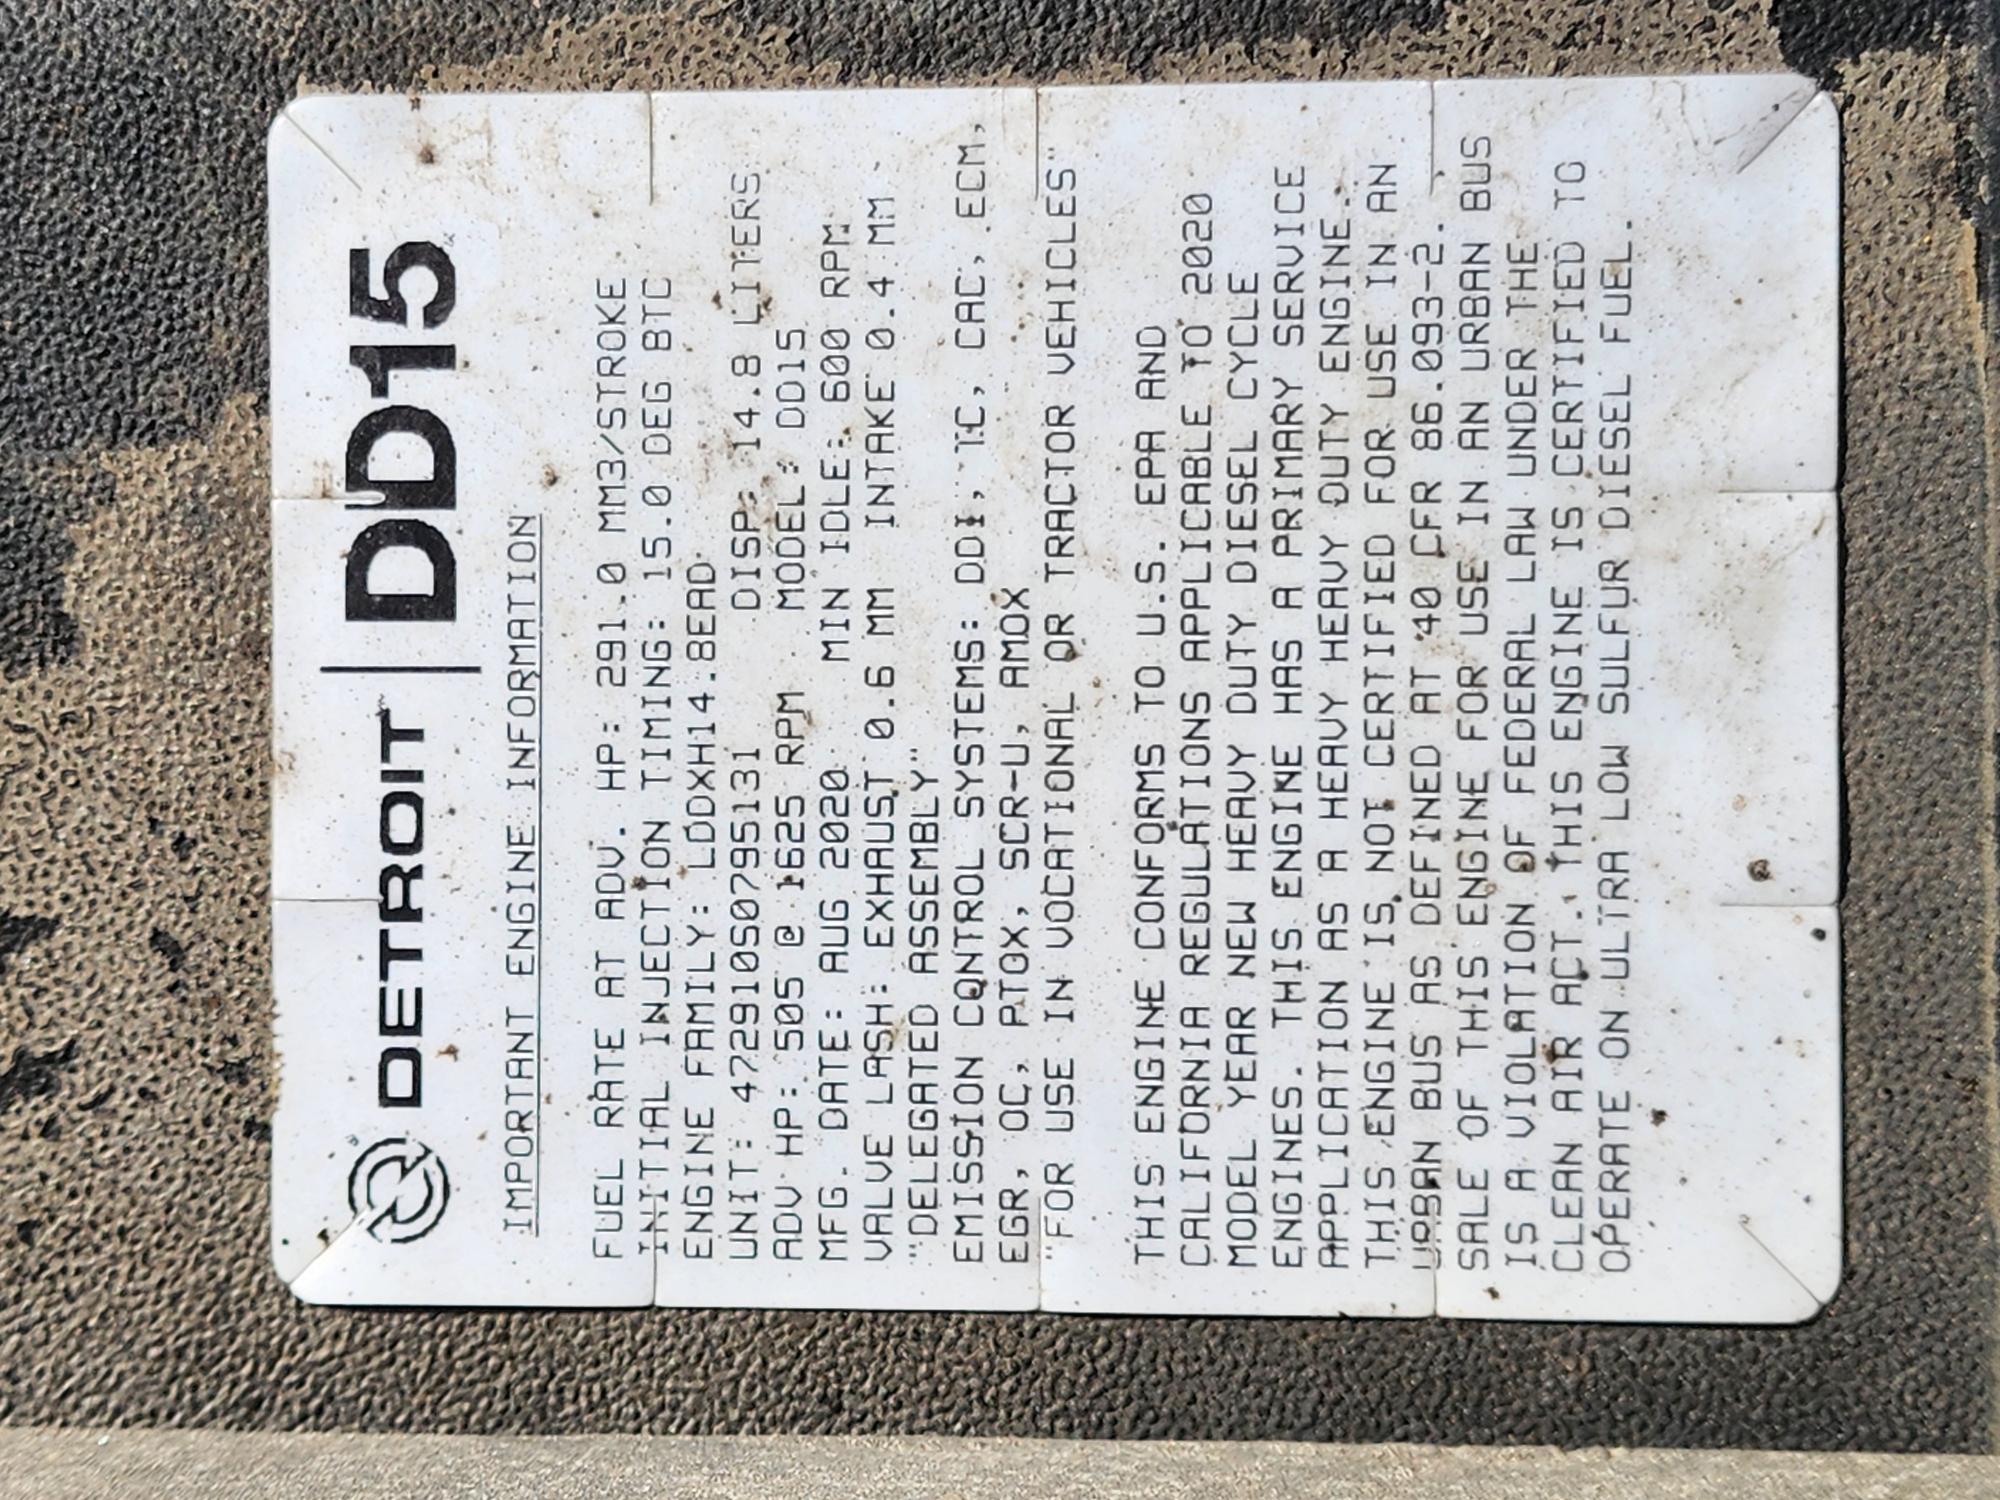 DETROIT | DD15
IMPORTANT ENGINE INFORMATION
FUEL RATE AT ADV. HP: 291.0 MM3/STROKE
INITIAL INJECTION TIMING: 15.0 DEG BTC
ENGINE FAMILY: LDDXH14.8EAD
UNIT: 472910S0795131 DISP: 14.8 LITERS
ADV HP: 505 @ 1625 RPM MODEL: DD15
MFG. DATE: AUG 2020 MIN IDLE: 600 RPM
VALVE LASH: EXHAUST 0.6 MM INTAKE 0.4 MM
"DELEGATED ASSEMBLY"
EMISSION CONTROL SYSTEMS: DDI, TC, CAC, ECM,
EGR, OC, PTOX, SCR-U, AMOX
"FOR USE IN VOCATIONAL OR TRACTOR VEHICLES"
THIS ENGINE CONFORMS TO U.S. EPA AND
CALIFORNIA REGULATIONS APPLICABLE TO 2020
MODEL YEAR NEW HEAVY DUTY DIESEL CYCLE
ENGINES. THIS ENGINE HAS A PRIMARY SERVICE
APPLICATION AS A HEAVY HEAVY DUTY ENGINE.
THIS ENGINE IS NOT CERTIFIED FOR USE IN AN
URBAN BUS AS DEFINED AT 40 CFR 86.093-2.
SALE OF THIS ENGINE FOR USE IN AN URBAN BUS
IS A VIOLATION OF FEDERAL LAW UNDER THE
CLEAN AIR ACT. THIS ENGINE IS CERTIFIED TO
OPERATE ON ULTRA LOW SULFUR DIESEL FUEL.